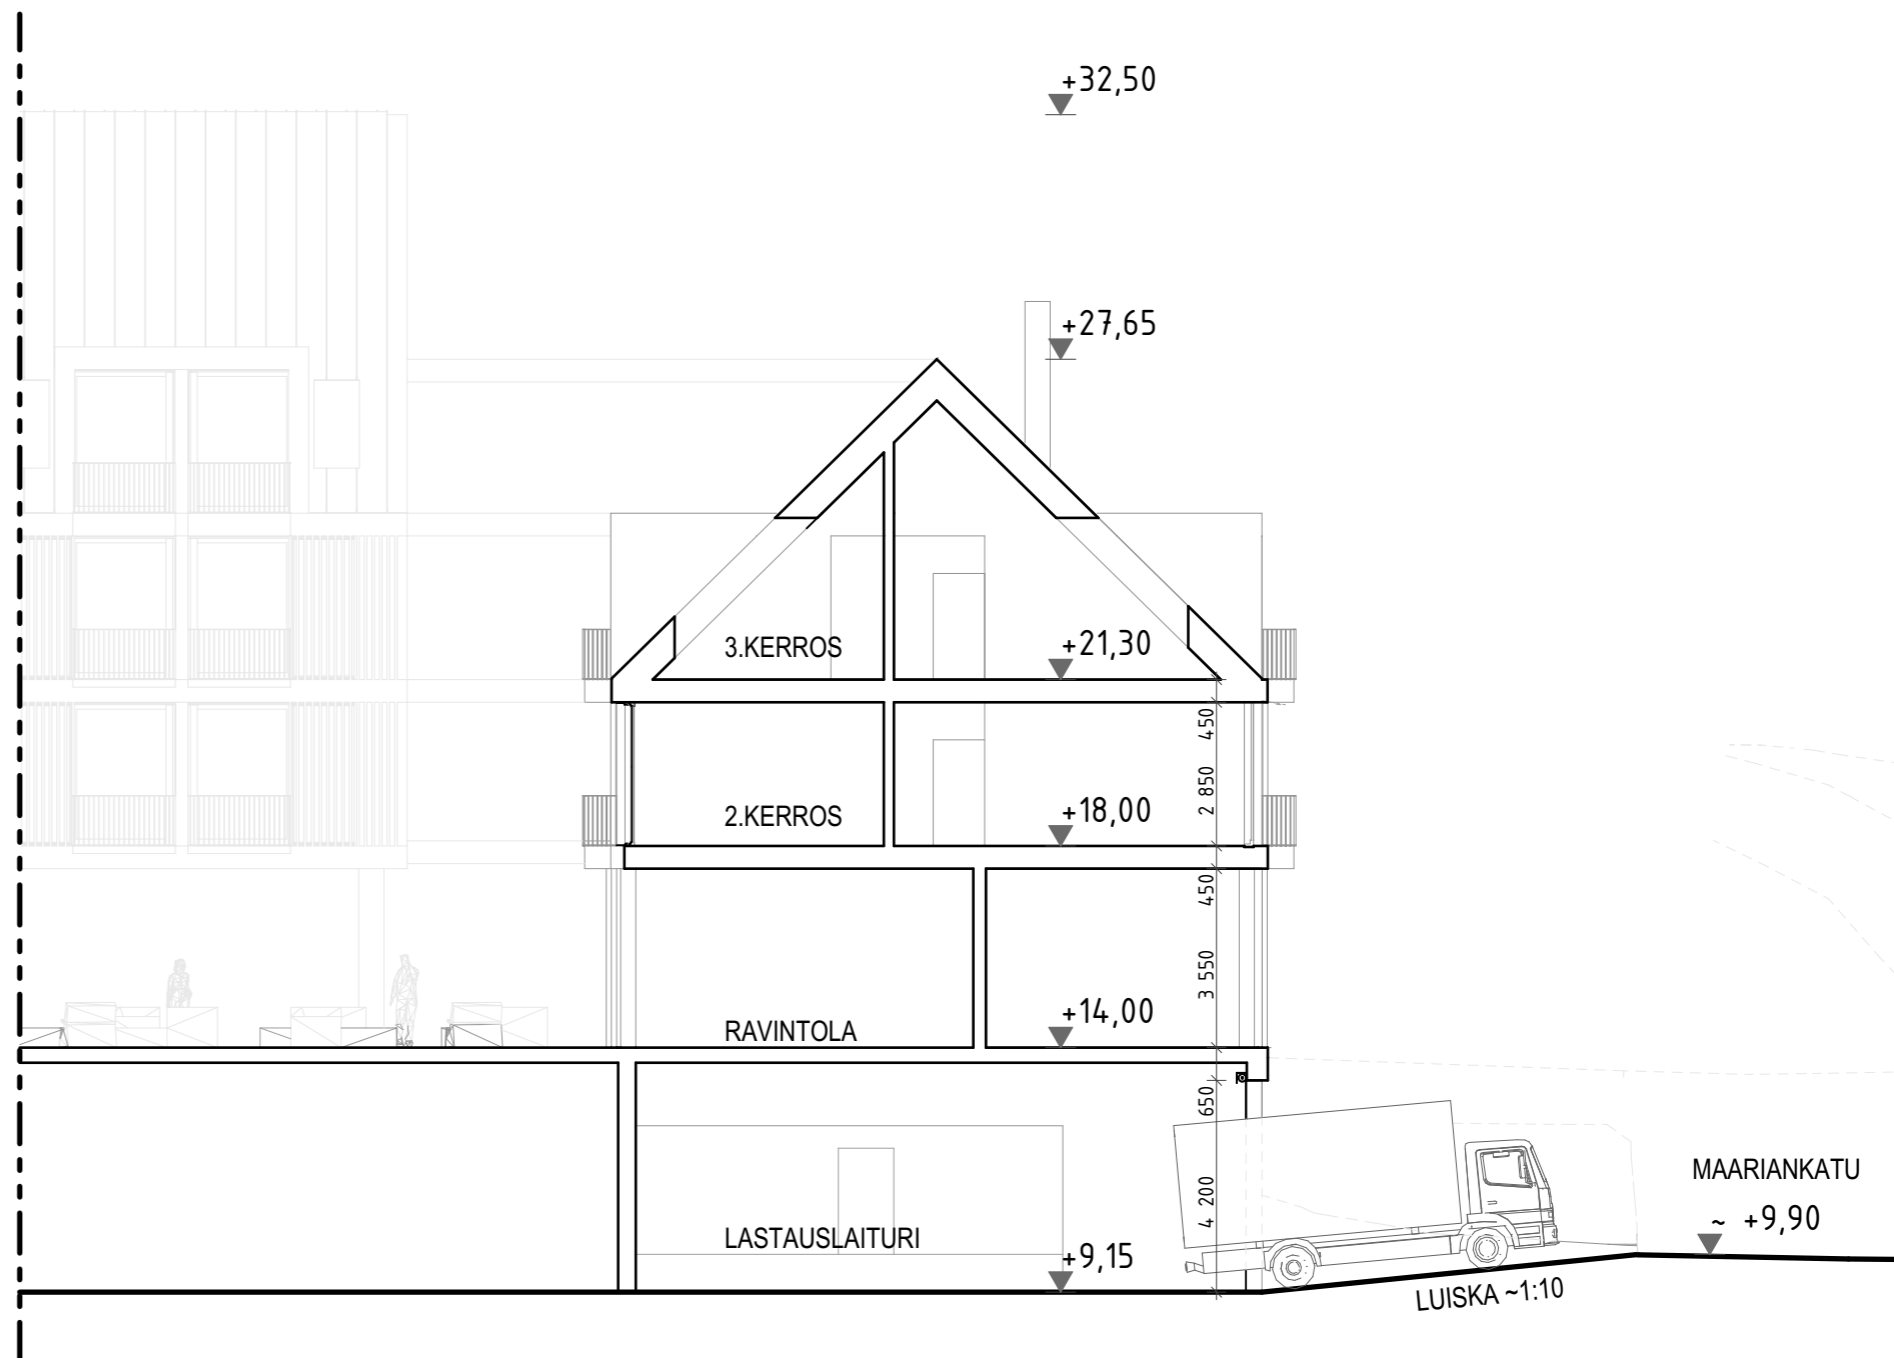 +32,50
+27,65
3.KERROS
+21,30
450
2 850
2.KERROS
+18,00
450
3 550
RAVINTOLA
+14,00
650
4 200
LASTAUSLAITURI
+9,15
MAARIANKATU
~ +9,90
LUISKA ~1:10